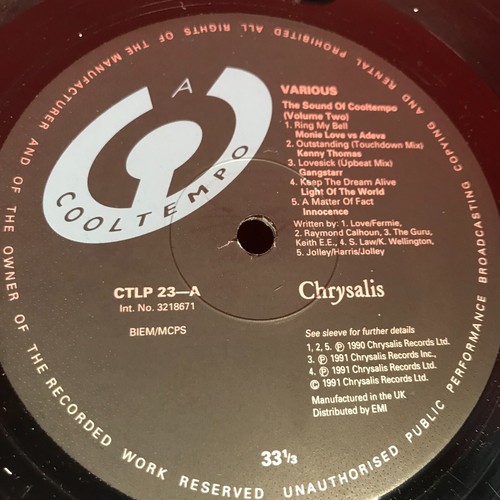 A
COOLTEMPO
VARIOUS
The Sound Of Cooltempo
(Volume Two)
1. Ring My Bell
Monie Love vs Adeva
2. Outstanding (Touchdown Mix)
Kenny Thomas
3. Lovesick (Upbeat Mix)
Gangstarr
4. Keep The Dream Alive
Light Of The World
5. A Matter Of Fact
Innocence
Written by: 1. Love/Fermie,
2. Raymond Calhoun, 3. The Guru,
Keith E.E., 4. S. Law/K. Wellington,
5. Jolley/Harris/Jolley
CTLP 23—A
Int. No. 3218671
BIEM/MCPS
Chrysalis
See sleeve for further details
1, 2, 5. ℗ 1990 Chrysalis Records Ltd.
3. ℗ 1991 Chrysalis Records Inc.,
4. ℗ 1991 Chrysalis Records Ltd.
© 1991 Chrysalis Records Ltd.
Manufactured in the UK
Distributed by EMI
33 1/3
ALL RIGHTS OF THE MANUFACTURER AND OF THE OWNER OF THE RECORDED WORK RESERVED UNAUTHORISED PUBLIC PERFORMANCE BROADCASTING COPYING AND RENTAL PROHIBITED